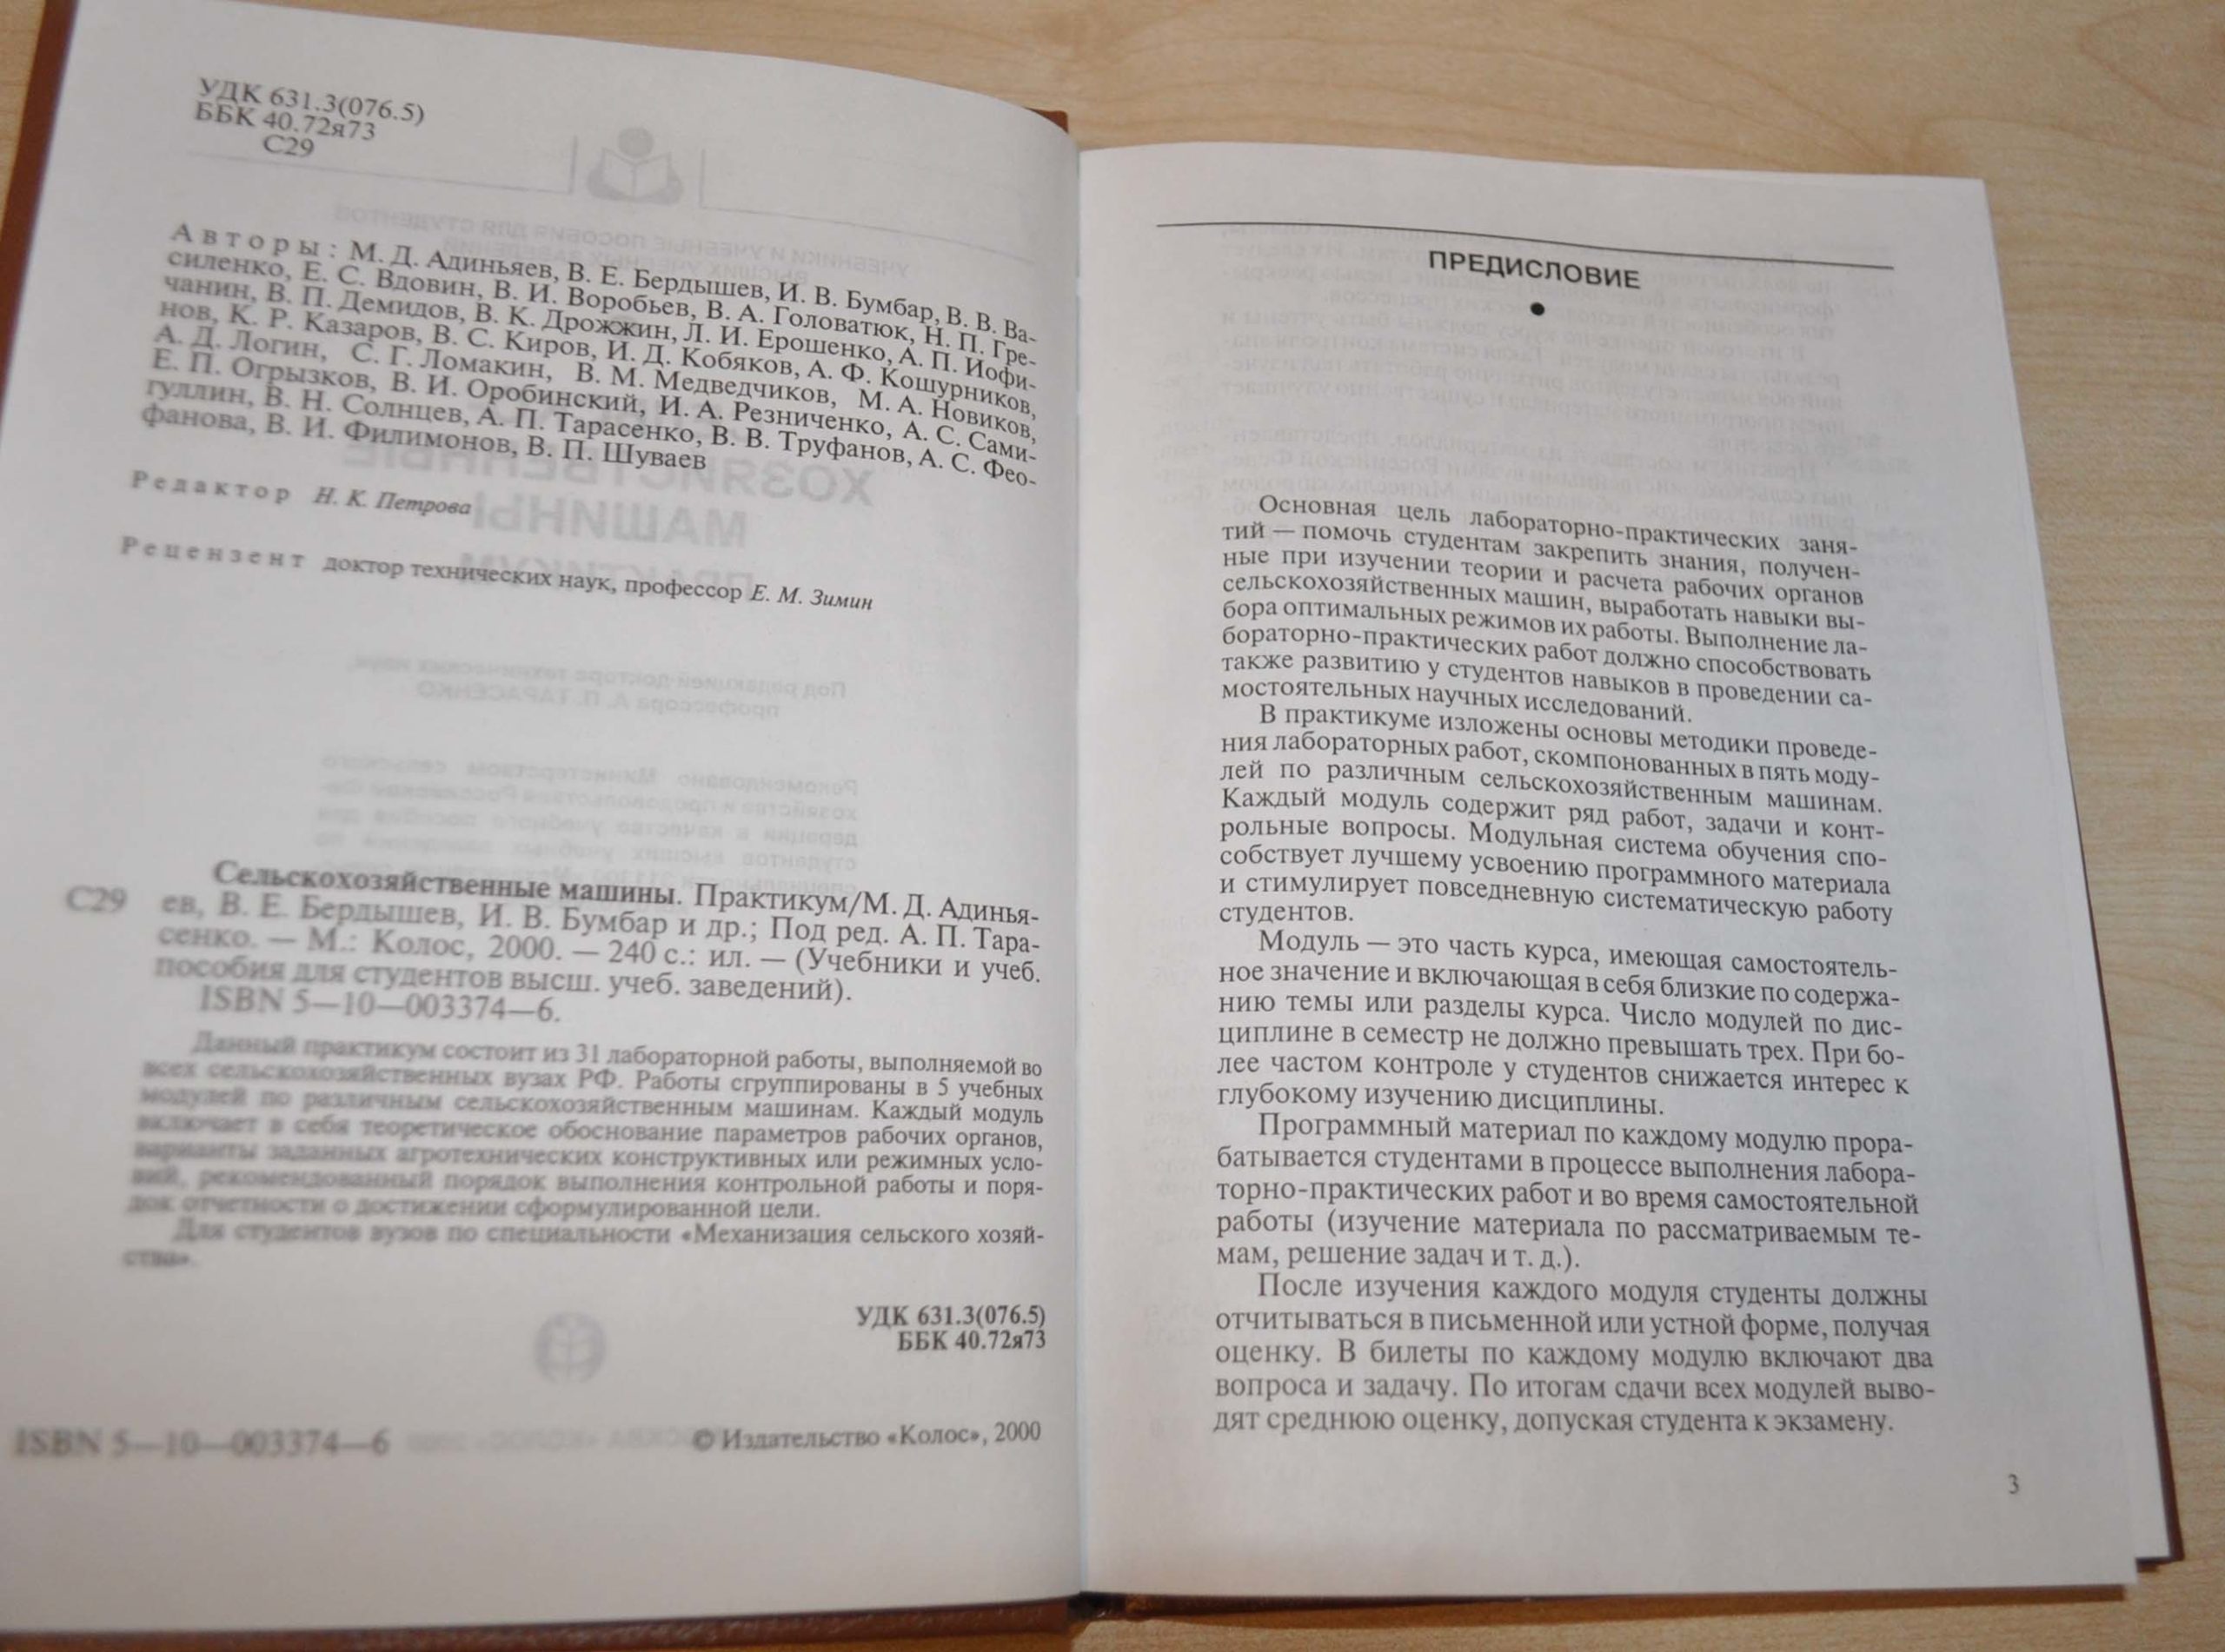 УДК 631.3(076.5)
ББК 40.72я73
С29
Авторы: М. Д. Адиньяев, В. Е. Бердышев, И. В. Бумбар, В. В. Ва-
силенко, Е. С. Вдовин, В. И. Воробьев, В. А. Головатюк, Н. П. Гре-
чанин, В. П. Демидов, В. К. Дрожжин, Л. И. Ерошенко, А. П. Иофи-
нов, К. Р. Казаров, В. С. Киров, И. Д. Кобяков, А. Ф. Кошурников,
А. Д. Логин, С. Г. Ломакин, В. М. Медведчиков, М. А. Новиков,
Е. П. Огрызков, В. И. Оробинский, И. А. Резниченко, А. С. Сами-
гуллин, В. Н. Солнцев, А. П. Тарасенко, В. В. Труфанов, А. С. Фео-
фанова, В. И. Филимонов, В. П. Шуваев
Редактор Н. К. Петрова
Рецензент доктор технических наук, профессор Е. М. Зимин
Сельскохозяйственные машины. Практикум/М. Д. Адинья-
С29 ев, В. Е. Бердышев, И. В. Бумбар и др.; Под ред. А. П. Тара-
сенко. — М.: Колос, 2000. — 240 с.: ил. — (Учебники и учеб.
пособия для студентов высш. учеб. заведений).
ISBN 5—10—003374—6.
Данный практикум состоит из 31 лабораторной работы, выполняемой во
всех сельскохозяйственных вузах РФ. Работы сгруппированы в 5 учебных
модулей по различным сельскохозяйственным машинам. Каждый модуль
включает в себя теоретическое обоснование параметров рабочих органов,
варианты заданных агротехнических конструктивных или режимных усло-
вий, рекомендованный порядок выполнения контрольной работы и поря-
док отчетности о достижении сформулированной цели.
Для студентов вузов по специальности «Механизация сельского хозяй-
ства».
УДК 631.3(076.5)
ББК 40.72я73
ISBN 5—10—003374—6
© Издательство «Колос», 2000
ПРЕДИСЛОВИЕ
Основная цель лабораторно-практических заня-
тий — помочь студентам закрепить знания, получен-
ные при изучении теории и расчета рабочих органов
сельскохозяйственных машин, выработать навыки вы-
бора оптимальных режимов их работы. Выполнение ла-
бораторно-практических работ должно способствовать
также развитию у студентов навыков в проведении са-
мостоятельных научных исследований.
В практикуме изложены основы методики проведе-
ния лабораторных работ, скомпонованных в пять моду-
лей по различным сельскохозяйственным машинам.
Каждый модуль содержит ряд работ, задачи и конт-
рольные вопросы. Модульная система обучения спо-
собствует лучшему усвоению программного материала
и стимулирует повседневную систематическую работу
студентов.
Модуль — это часть курса, имеющая самостоятель-
ное значение и включающая в себя близкие по содержа-
нию темы или разделы курса. Число модулей по дис-
циплине в семестр не должно превышать трех. При бо-
лее частом контроле у студентов снижается интерес к
глубокому изучению дисциплины.
Программный материал по каждому модулю прора-
батывается студентами в процессе выполнения лабора-
торно-практических работ и во время самостоятельной
работы (изучение материала по рассматриваемым те-
мам, решение задач и т. д.).
После изучения каждого модуля студенты должны
отчитываться в письменной или устной форме, получая
оценку. В билеты по каждому модулю включают два
вопроса и задачу. По итогам сдачи всех модулей выво-
дят среднюю оценку, допуская студента к экзамену.
3